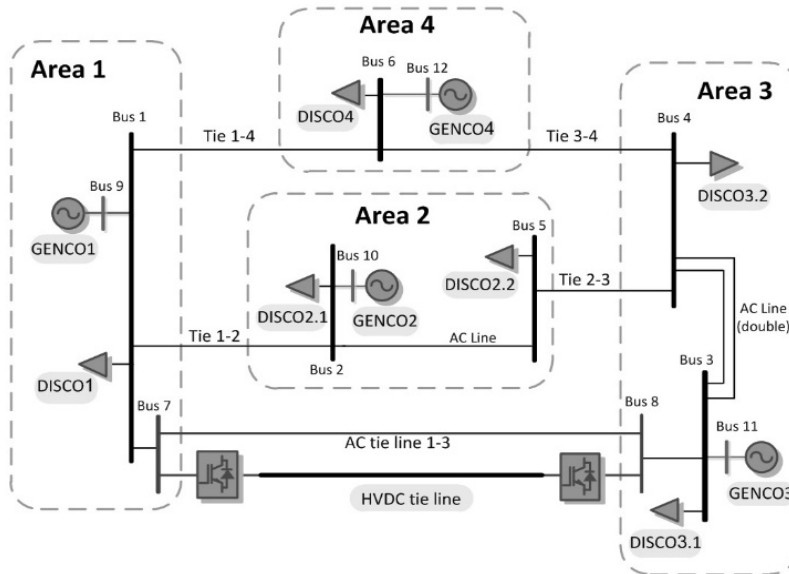 Area 4
Bus 6
Bus 12
DISCO4
GENCO4
Area 1
Bus 1
Tie 1-4
Tie 3-4
Area 3
Bus 4
DISCO3.2
Bus 9
GENCO1
Area 2
Bus 5
Bus 10
DISCO2.1
GENCO2
DISCO2.2
Tie 2-3
AC Line
(double)
Tie 1-2
AC Line
Bus 2
DISCO1
Bus 3
Bus 7
Bus 8
AC tie line 1-3
Bus 11
HVDC tie line
GENCO3
DISCO3.1